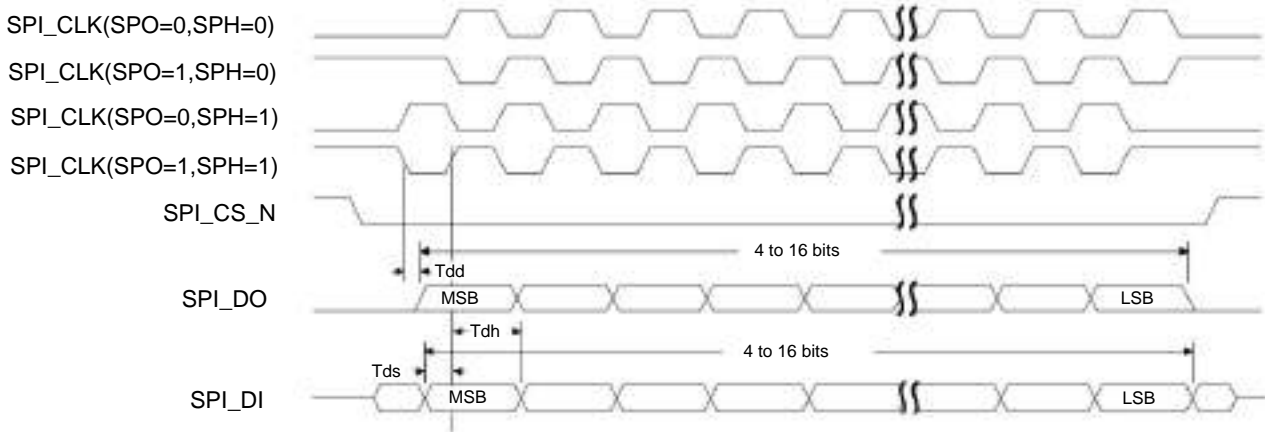 SPI_CLK(SPO=0,SPH=0)
SPI_CLK(SPO=1,SPH=0)
SPI_CLK(SPO=0,SPH=1)
SPI_CLK(SPO=1,SPH=1)
SPI_CS_N
4 to 16 bits
Tdd
SPI_DO
MSB
LSB
Tdh
4 to 16 bits
Tds
SPI_DI
MSB
LSB